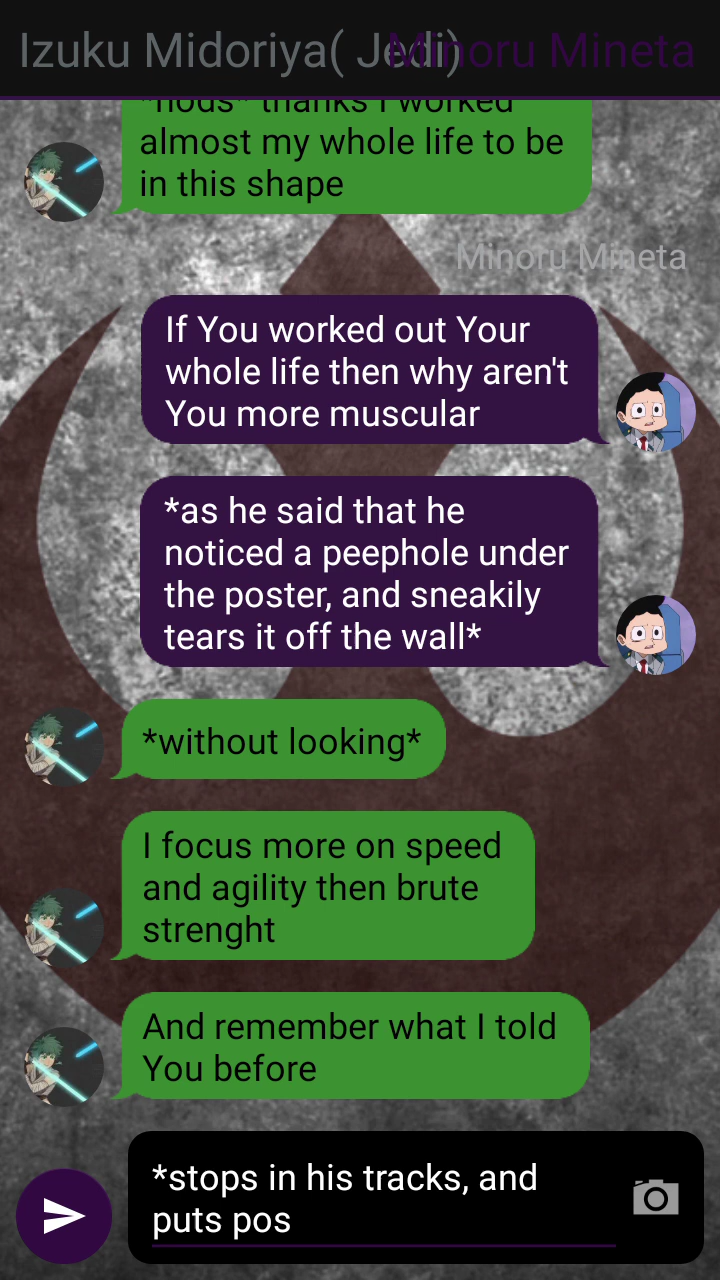 Izuku Midoriya( Jedi)
Minoru Mineta
*nods* thanks I worked
almost my whole life to be
in this shape
Minoru Mineta
If You worked out Your
whole life then why aren't
You more muscular
*as he said that he
noticed a peephole under
the poster, and sneakily
tears it off the wall*
*without looking*
I focus more on speed
and agility then brute
strenght
And remember what I told
You before
*stops in his tracks, and
puts pos